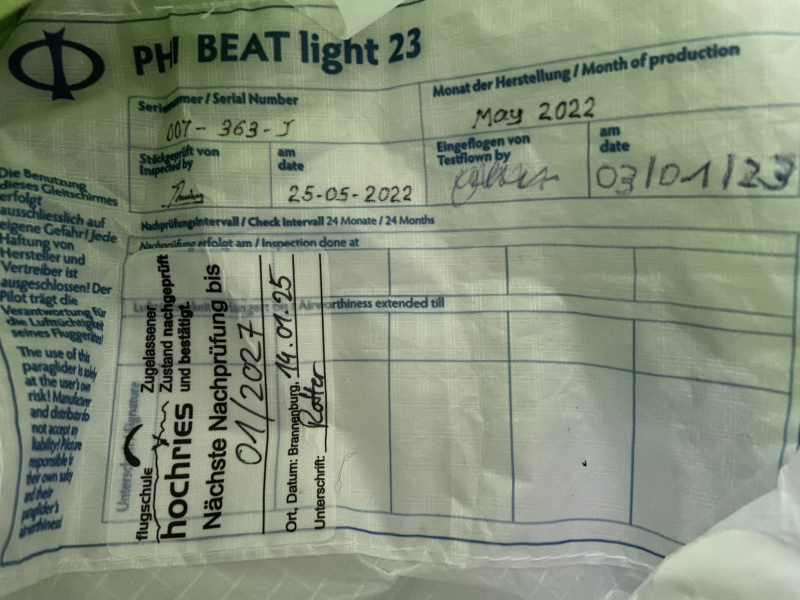 PHI BEAT light 23
Seriennummer / Serial Number
007-363-J
Monat der Herstellung / Month of production
May 2022
Stückgeprüft von
Inspected by
am
date
25-05-2022
Eingeflogen von
Testflown by
am
date
03/01/23
Nachprüfungsintervall / Check Intervall 24 Monate / 24 Months
Nachprüfung erfolgt am / Inspection done at
Airworthiness extended till
Unterschrift/Signature
Die Benutzung
dieses Gleitschirmes
erfolgt
ausschliesslich auf
eigene Gefahr! Jede
Haftung von
Hersteller und
Vertreiber ist
ausgeschlossen! Der
Pilot trägt die
Verantwortung für
die Lufttüchtigkeit
seines Fluggerätes!
The use of this
paraglider is solely
at the user's own
risk! Manufacturer
and distributor do
not accept any
liability! Pilots are
responsible for
their own safety
and their
paraglider's
airworthiness!
flugschule
hochries
Zugelassener
Zustand nachgeprüft
und bestätigt.
Nächste Nachprüfung bis
01/2027
Ort, Datum: Brannenburg, 14.01.25
Unterschrift: